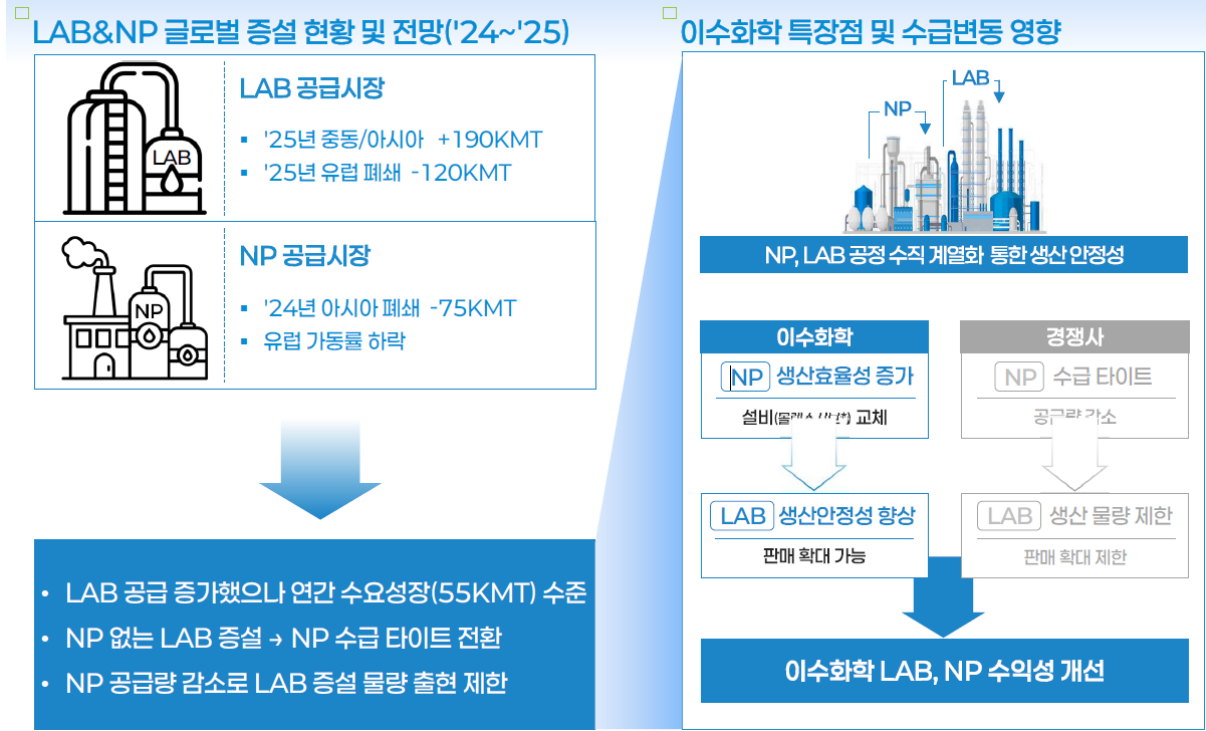 LAB&NP 글로벌 증설 현황 및 전망('24~'25)
LAB
LAB 공급시장
▪ '25년 중동/아시아 +190KMT
▪ '25년 유럽 폐쇄 -120KMT
NP
NP 공급시장
▪ '24년 아시아 폐쇄 -75KMT
▪ 유럽 가동률 하락
• LAB 공급 증가했으나 연간 수요성장(55KMT) 수준
• NP 없는 LAB 증설 → NP 수급 타이트 전환
• NP 공급량 감소로 LAB 증설 물량 출현 제한
이수화학 특장점 및 수급변동 영향
LAB
NP
NP, LAB 공정 수직 계열화 통한 생산 안정성
이수화학
NP 생산효율성 증가
설비 교체
LAB 생산안정성 향상
판매 확대 가능
경쟁사
NP 수급 타이트
공급량 감소
LAB 생산 물량 제한
판매 확대 제한
이수화학 LAB, NP 수익성 개선